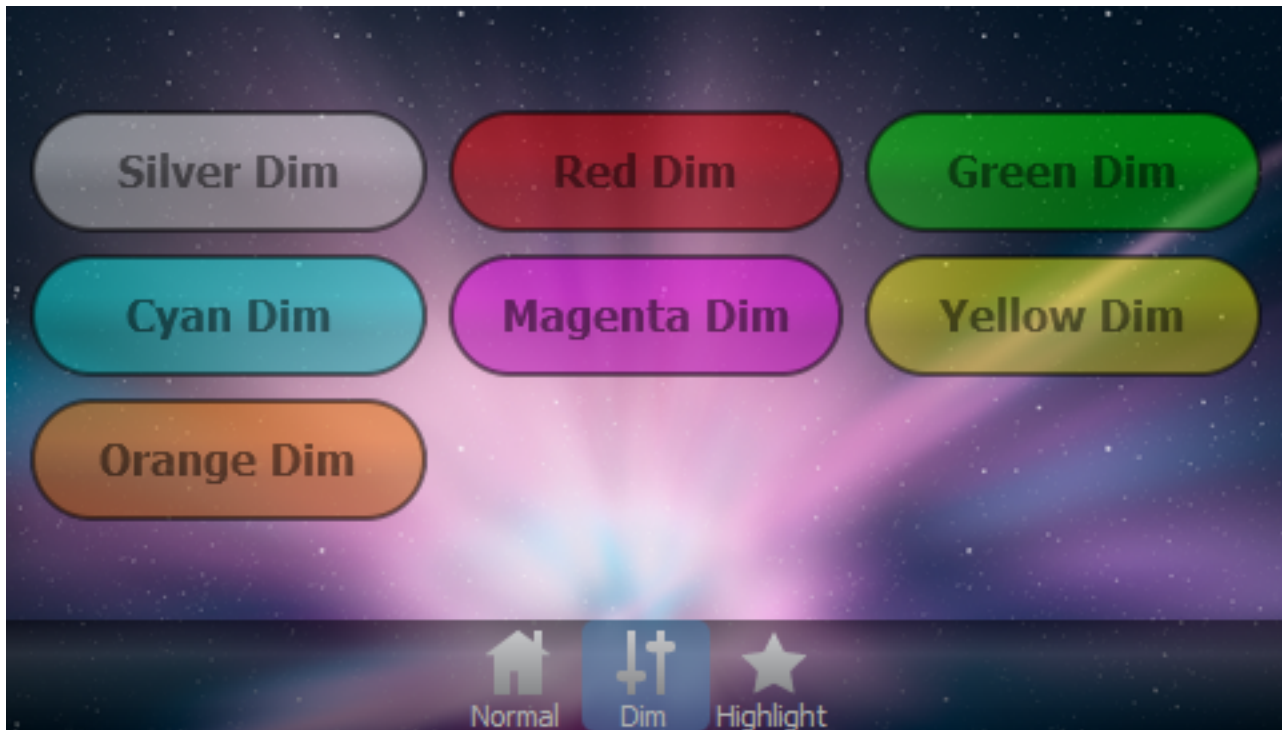 Silver Dim Red Dim Green Dim
Cyan Dim Magenta Dim Yellow Dim
Orange Dim
Normal Dim Highlight